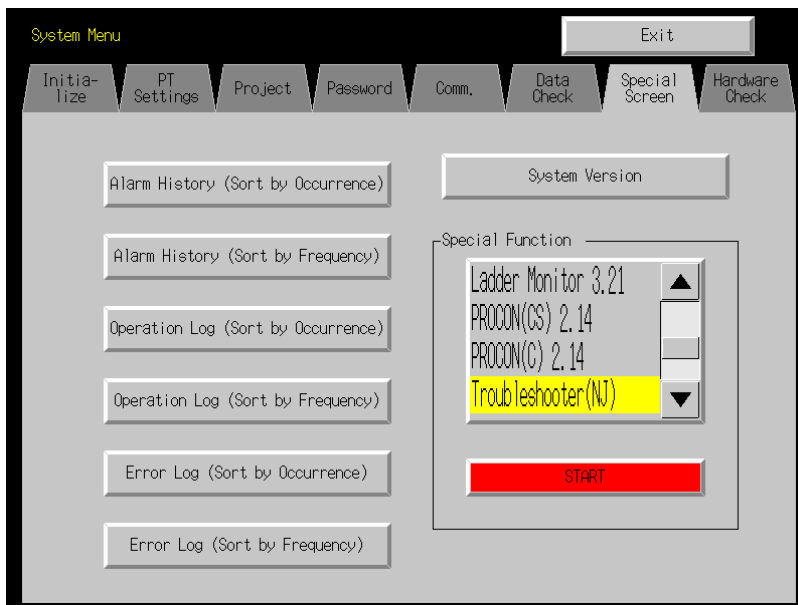 System Menu
Exit
Initia-
lize
PT
Settings
Project
Password
Comm.
Data
Check
Special
Screen
Hardware
Check
Alarm History (Sort by Occurrence)
Alarm History (Sort by Frequency)
Operation Log (Sort by Occurrence)
Operation Log (Sort by Frequency)
Error Log (Sort by Occurrence)
Error Log (Sort by Frequency)
System Version
Special Function
Ladder Monitor 3.21
PROCON(CS) 2.14
PROCON(C) 2.14
Troubleshooter(NJ)
START